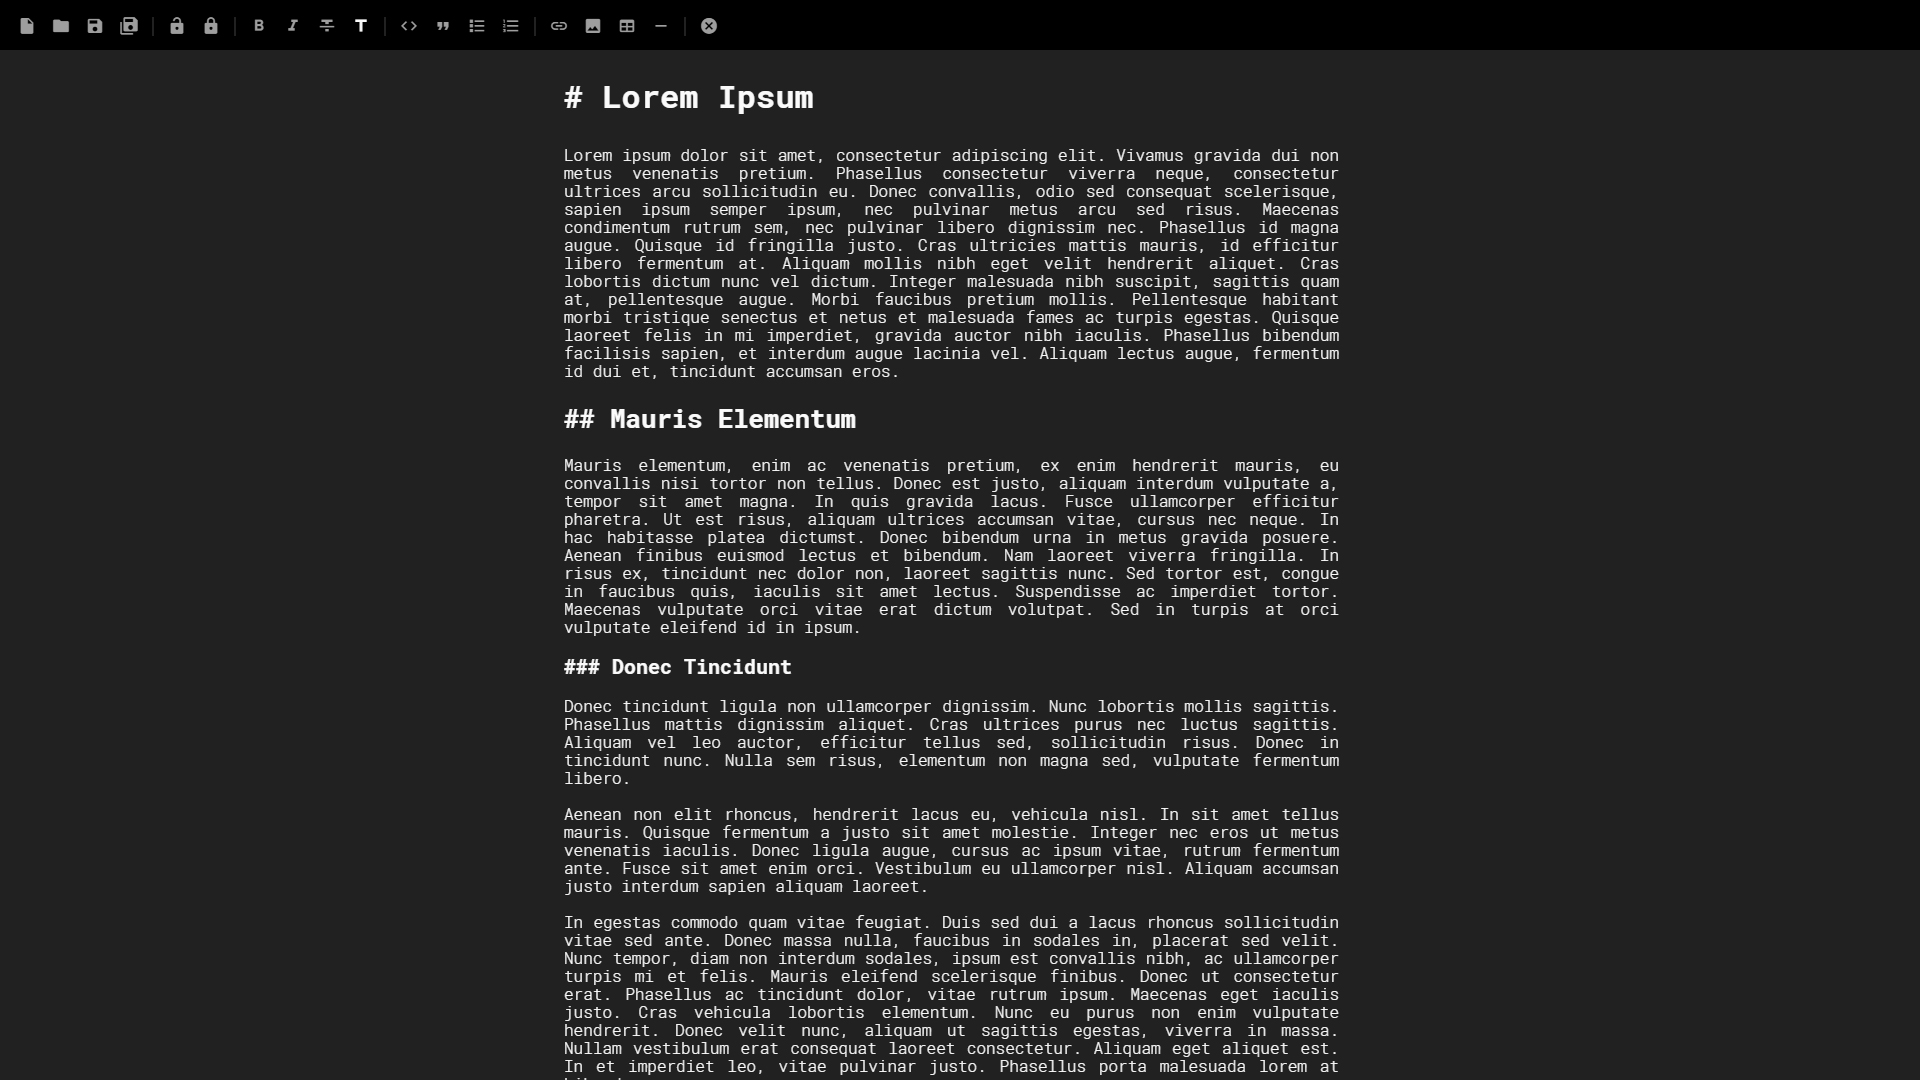 # Lorem Ipsum
Lorem ipsum dolor sit amet, consectetur adipiscing elit. Vivamus gravida dui non
metus venenatis pretium. Phasellus consectetur viverra neque, consectetur
ultrices arcu sollicitudin eu. Donec convallis, odio sed consequat scelerisque,
sapien ipsum semper ipsum, nec pulvinar metus arcu sed risus. Maecenas
condimentum rutrum sem, nec pulvinar libero dignissim nec. Phasellus id magna
augue. Quisque id fringilla justo. Cras ultricies mattis mauris, id efficitur
libero fermentum at. Aliquam mollis nibh eget velit hendrerit aliquet. Cras
lobortis dictum nunc vel dictum. Integer malesuada nibh suscipit, sagittis quam
at, pellentesque augue. Morbi faucibus pretium mollis. Pellentesque habitant
morbi tristique senectus et netus et malesuada fames ac turpis egestas. Quisque
laoreet felis in mi imperdiet, gravida auctor nibh iaculis. Phasellus bibendum
facilisis sapien, et interdum augue lacinia vel. Aliquam lectus augue, fermentum
id dui et, tincidunt accumsan eros.
## Mauris Elementum
Mauris elementum, enim ac venenatis pretium, ex enim hendrerit mauris, eu
convallis nisi tortor non tellus. Donec est justo, aliquam interdum vulputate a,
tempor sit amet magna. In quis gravida lacus. Fusce ullamcorper efficitur
pharetra. Ut est risus, aliquam ultrices accumsan vitae, cursus nec neque. In
hac habitasse platea dictumst. Donec bibendum urna in metus gravida posuere.
Aenean finibus euismod lectus et bibendum. Nam laoreet viverra fringilla. In
risus ex, tincidunt nec dolor non, laoreet sagittis nunc. Sed tortor est, congue
in faucibus quis, iaculis sit amet lectus. Suspendisse ac imperdiet tortor.
Maecenas vulputate orci vitae erat dictum volutpat. Sed in turpis at orci
vulputate eleifend id in ipsum.
### Donec Tincidunt
Donec tincidunt ligula non ullamcorper dignissim. Nunc lobortis mollis sagittis.
Phasellus mattis dignissim aliquet. Cras ultrices purus nec luctus sagittis.
Aliquam vel leo auctor, efficitur tellus sed, sollicitudin risus. Donec in
tincidunt nunc. Nulla sem risus, elementum non magna sed, vulputate fermentum
libero.
Aenean non elit rhoncus, hendrerit lacus eu, vehicula nisl. In sit amet tellus
mauris. Quisque fermentum a justo sit amet molestie. Integer nec eros ut metus
venenatis iaculis. Donec ligula augue, cursus ac ipsum vitae, rutrum fermentum
ante. Fusce sit amet enim orci. Vestibulum eu ullamcorper nisl. Aliquam accumsan
justo interdum sapien aliquam laoreet.
In egestas commodo quam vitae feugiat. Duis sed dui a lacus rhoncus sollicitudin
vitae sed ante. Donec massa nulla, faucibus in sodales in, placerat sed velit.
Nunc tempor, diam non interdum sodales, ipsum est convallis nibh, ac ullamcorper
turpis mi et felis. Mauris eleifend scelerisque finibus. Donec ut consectetur
erat. Phasellus ac tincidunt dolor, vitae rutrum ipsum. Maecenas eget iaculis
justo. Cras vehicula lobortis elementum. Nunc eu purus non enim vulputate
hendrerit. Donec velit nunc, aliquam ut sagittis egestas, viverra in massa.
Nullam vestibulum erat consequat laoreet consectetur. Aliquam eget aliquet est.
In et imperdiet leo, vitae pulvinar justo. Phasellus porta malesuada lorem at